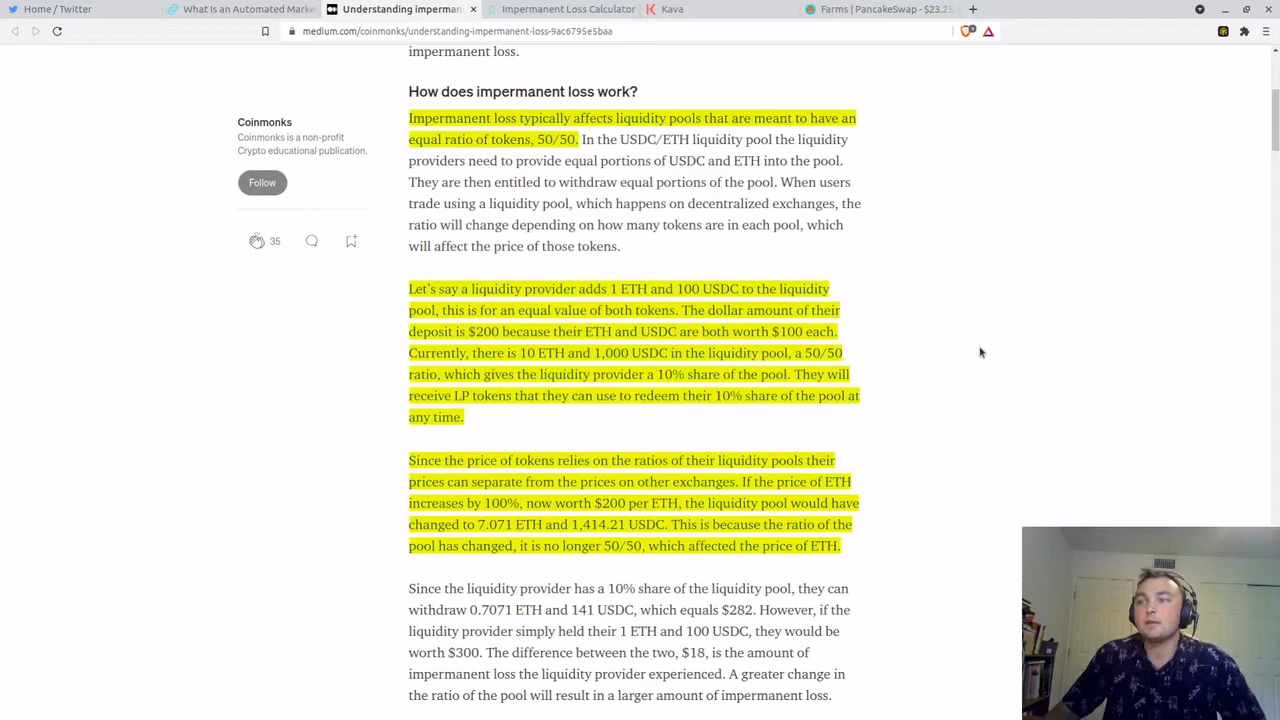 Home / Twitter
What Is an Automated Market
Understanding imperman
Impermanent Loss Calculator
Kava
Farms | PancakeSwap - $23.25
medium.com/coinmonks/understanding-impermanent-loss-9ac6795e5baa
impermanent loss.
How does impermanent loss work?
Coinmonks
Coinmonks is a non-profit
Crypto educational publication.
Follow
35
Impermanent loss typically affects liquidity pools that are meant to have an
equal ratio of tokens, 50/50. In the USDC/ETH liquidity pool the liquidity
providers need to provide equal portions of USDC and ETH into the pool.
They are then entitled to withdraw equal portions of the pool. When users
trade using a liquidity pool, which happens on decentralized exchanges, the
ratio will change depending on how many tokens are in each pool, which
will affect the price of those tokens.
Let's say a liquidity provider adds 1 ETH and 100 USDC to the liquidity
pool, this is for an equal value of both tokens. The dollar amount of their
deposit is $200 because their ETH and USDC are both worth $100 each.
Currently, there is 10 ETH and 1,000 USDC in the liquidity pool, a 50/50
ratio, which gives the liquidity provider a 10% share of the pool. They will
receive LP tokens that they can use to redeem their 10% share of the pool at
any time.
Since the price of tokens relies on the ratios of their liquidity pools their
prices can separate from the prices on other exchanges. If the price of ETH
increases by 100%, now worth $200 per ETH, the liquidity pool would have
changed to 7.071 ETH and 1,414.21 USDC. This is because the ratio of the
pool has changed, it is no longer 50/50, which affected the price of ETH.
Since the liquidity provider has a 10% share of the liquidity pool, they can
withdraw 0.7071 ETH and 141 USDC, which equals $282. However, if the
liquidity provider simply held their 1 ETH and 100 USDC, they would be
worth $300. The difference between the two, $18, is the amount of
impermanent loss the liquidity provider experienced. A greater change in
the ratio of the pool will result in a larger amount of impermanent loss.